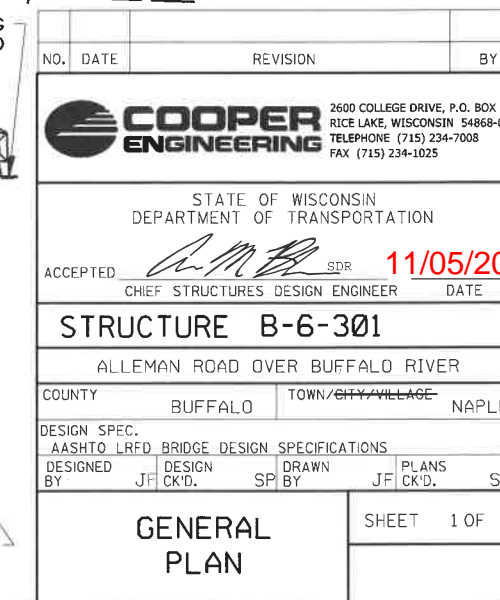 NO. DATE REVISION BY
COOPER
ENGINEERING
2600 COLLEGE DRIVE, P.O. BOX
RICE LAKE, WISCONSIN 54868-0
TELEPHONE (715) 234-7008
FAX (715) 234-1025
STATE OF WISCONSIN
DEPARTMENT OF TRANSPORTATION
ACCEPTED SDR 11/05/20
CHIEF STRUCTURES DESIGN ENGINEER DATE
STRUCTURE B-6-301
ALLEMAN ROAD OVER BUFFALO RIVER
COUNTY BUFFALO TOWN/CITY/VILLAGE NAPL
DESIGN SPEC.
AASHTO LRFD BRIDGE DESIGN SPECIFICATIONS
DESIGNED BY JF DESIGN CK'D. SP DRAWN BY JF PLANS CK'D. S
GENERAL
PLAN
SHEET 1 OF